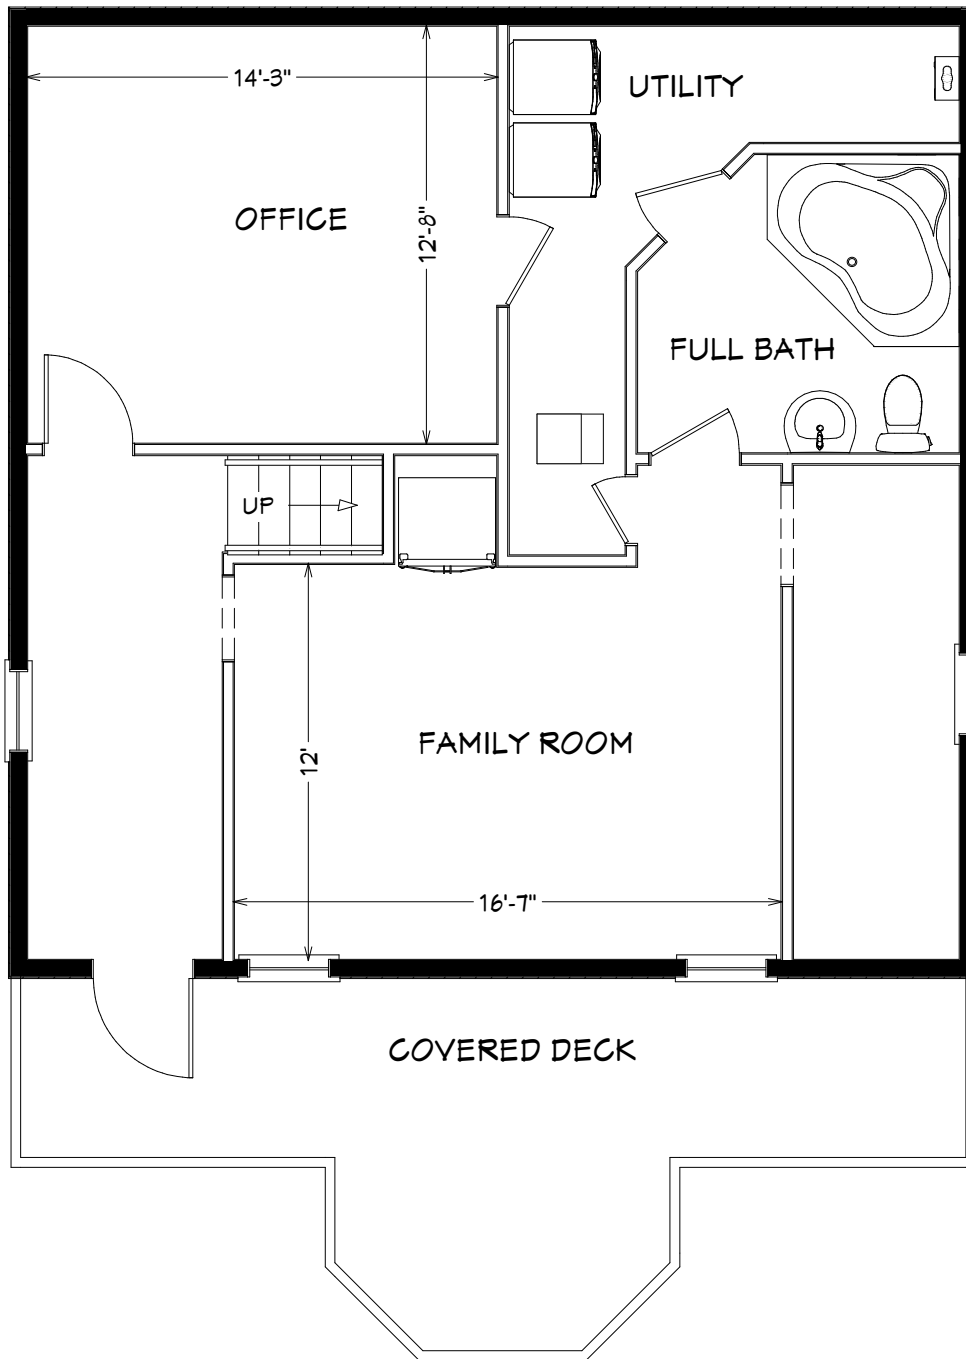 14'-3"
UTILITY
OFFICE
12'-8"
FULL BATH
UP
FAMILY ROOM
12'
16'-7"
COVERED DECK